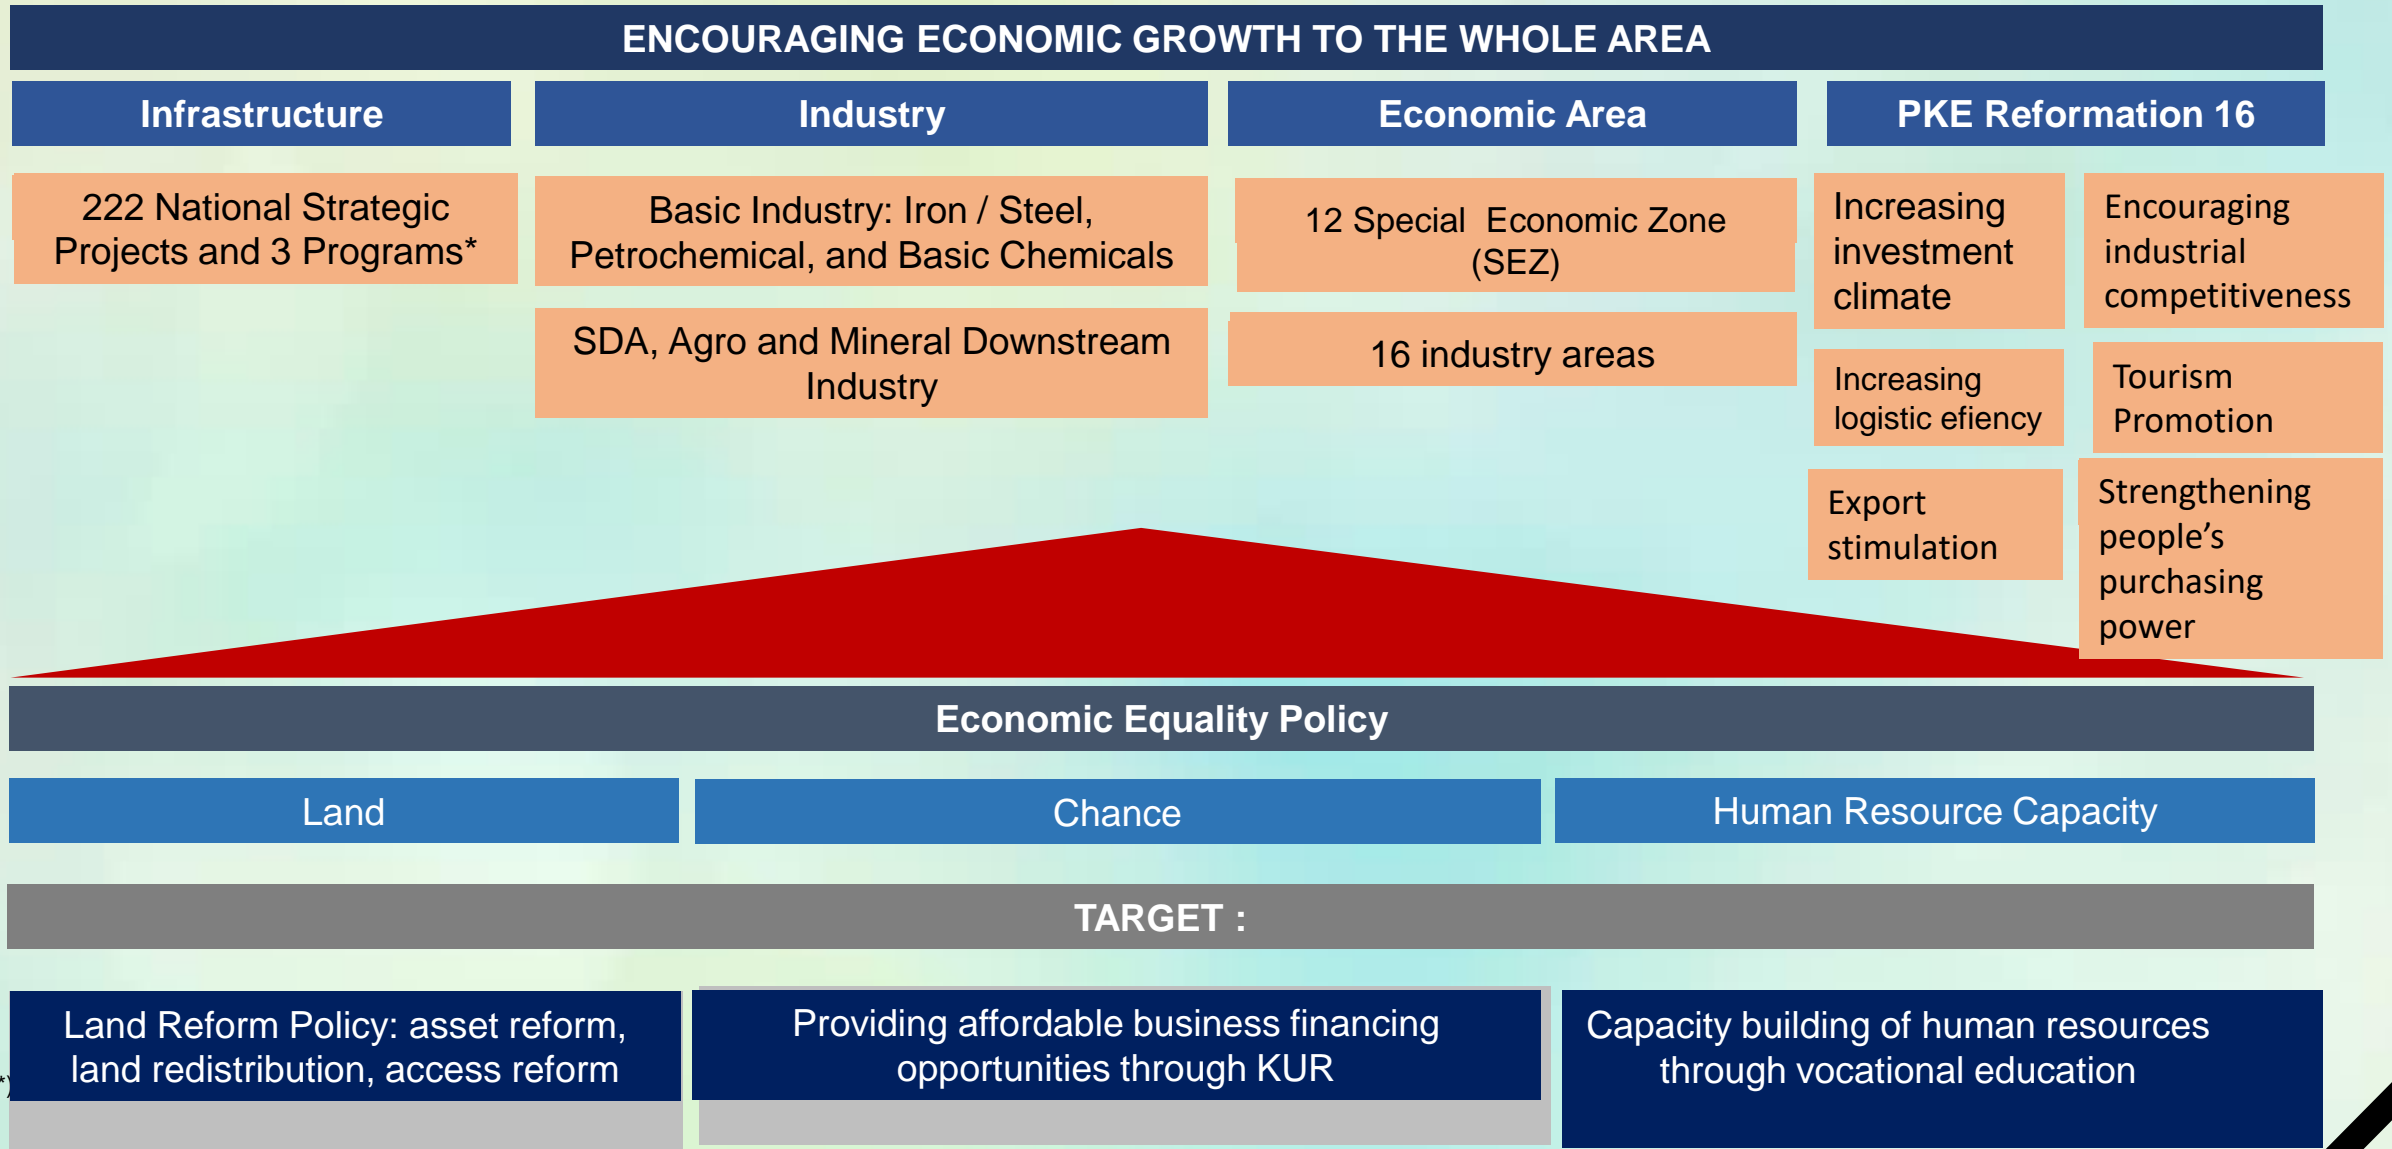 ENCOURAGING ECONOMIC GROWTH TO THE WHOLE AREA
Infrastructure
Industry
Economic Area
PKE Reformation 16
222 National Strategic
Projects and 3 Programs*
Basic Industry: Iron / Steel,
Petrochemical, and Basic Chemicals
SDA, Agro and Mineral Downstream
Industry
12 Special Economic Zone
(SEZ)
16 industry areas
Increasing
investment
climate
Encouraging
industrial
competitiveness
Increasing
logistic efiency
Tourism
Promotion
Export
stimulation
Strengthening
people’s
purchasing
power
Economic Equality Policy
Land
Chance
Human Resource Capacity
TARGET :
Land Reform Policy: asset reform,
land redistribution, access reform
Providing affordable business financing
opportunities through KUR
Capacity building of human resources
through vocational education
*)